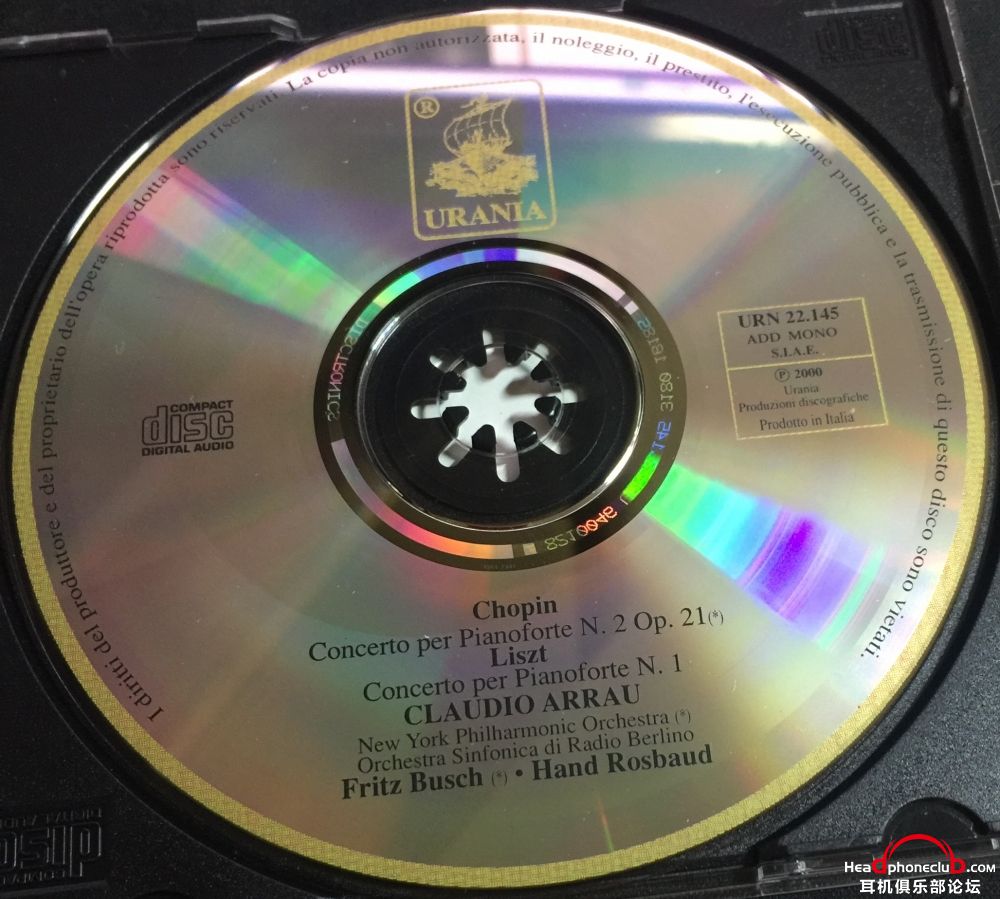 I diritti del produttore e del proprietario dell'opera riprodotta sono riservati. La copia non autorizzata, il noleggio, il prestito, l'esecuzione pubblica e la trasmissione di questo disco sono vietati.
®
URANIA
COMPACT
disc
DIGITAL AUDIO
URN 22.145
ADD MONO
S.I.A.E.
℗ 2000
Urania
Produzioni discografiche
Prodotto in Italia
DISCTRONICS
Chopin
Concerto per Pianoforte N. 2 Op. 21(*)
Liszt
Concerto per Pianoforte N. 1
CLAUDIO ARRAU
New York Philharmonic Orchestra (*)
Orchestra Sinfonica di Radio Berlino
Fritz Busch (*) • Hand Rosbaud
disc
DIGITAL AUDIO
Headphoneclub.com
耳机俱乐部论坛